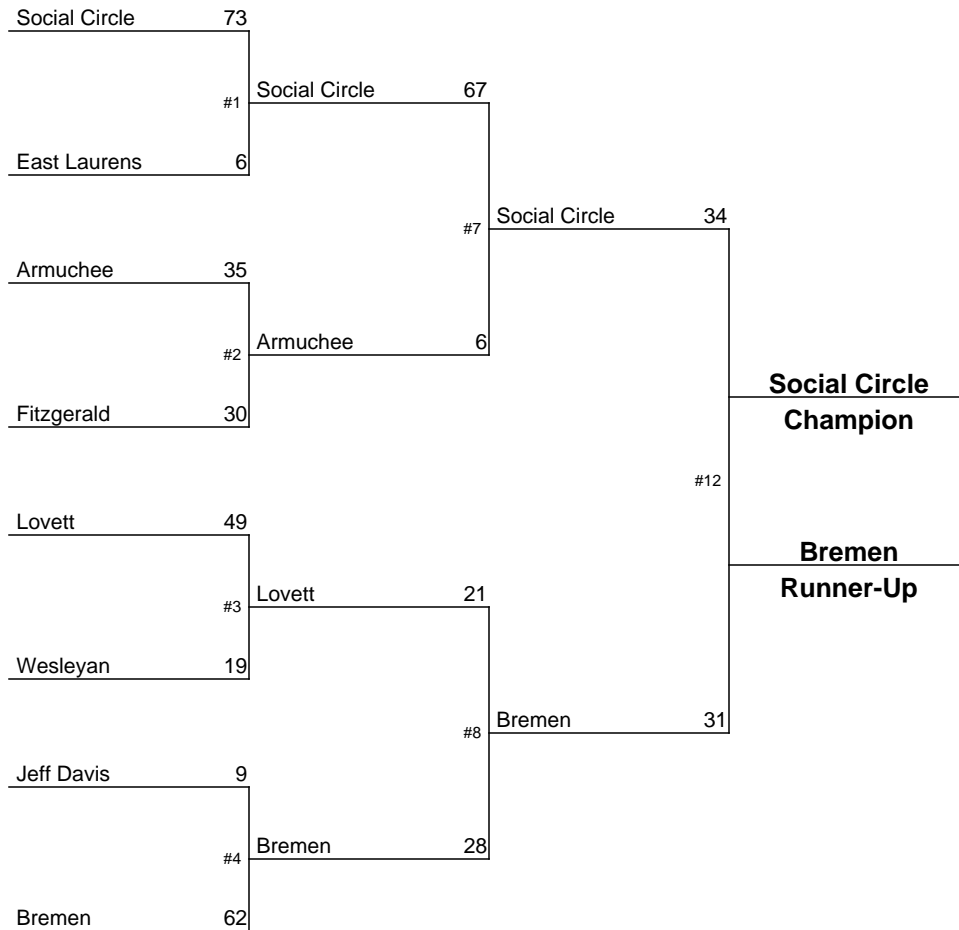 Social Circle 73
Social Circle 67
#1
East Laurens 6
Social Circle 34
#7
Armuchee 35
Armuchee 6
#2
Social Circle
Champion
Fitzgerald 30
#12
Lovett 49
Bremen
Runner-Up
Lovett 21
#3
Wesleyan 19
Bremen 31
#8
Jeff Davis 9
Bremen 28
#4
Bremen 62